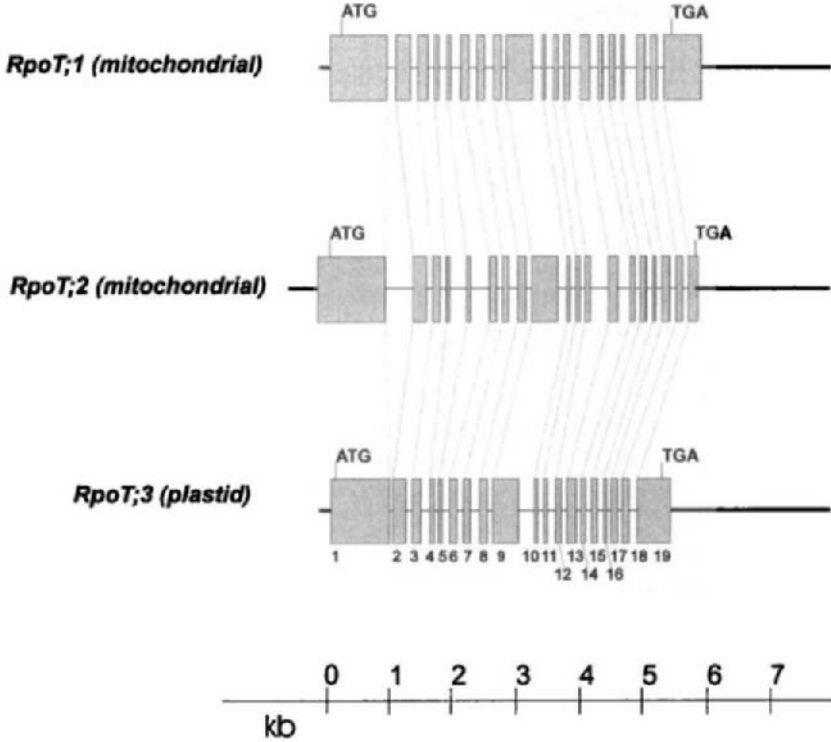 ATG TGA
RpoT;1 (mitochondrial)
ATG TGA
RpoT;2 (mitochondrial)
ATG TGA
RpoT;3 (plastid)
1 2 3 4 5 6 7 8 9 10 11 13 15 17 18 19
12 14 16
0 1 2 3 4 5 6 7
kb